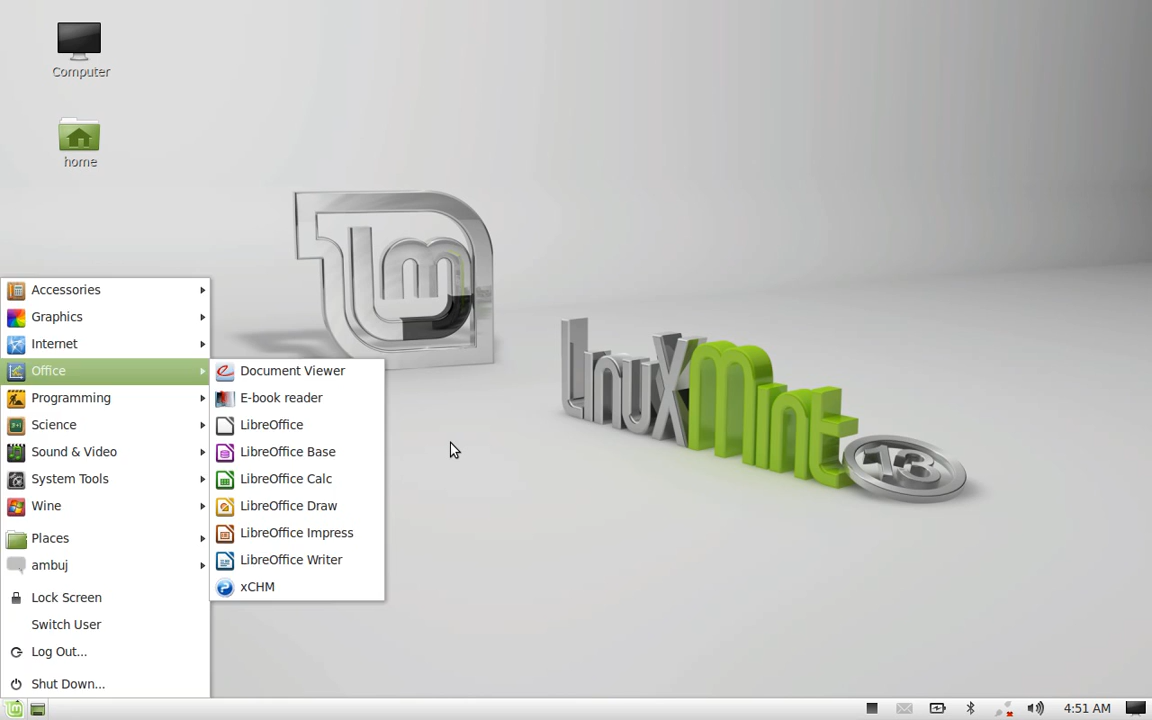 Computer
home
LinuxMint
13
Accessories
Graphics
Internet
Office
Programming
Science
Sound & Video
System Tools
Wine
Places
ambuj
Lock Screen
Switch User
Log Out...
Shut Down...
Document Viewer
E-book reader
LibreOffice
LibreOffice Base
LibreOffice Calc
LibreOffice Draw
LibreOffice Impress
LibreOffice Writer
xCHM
4:51 AM